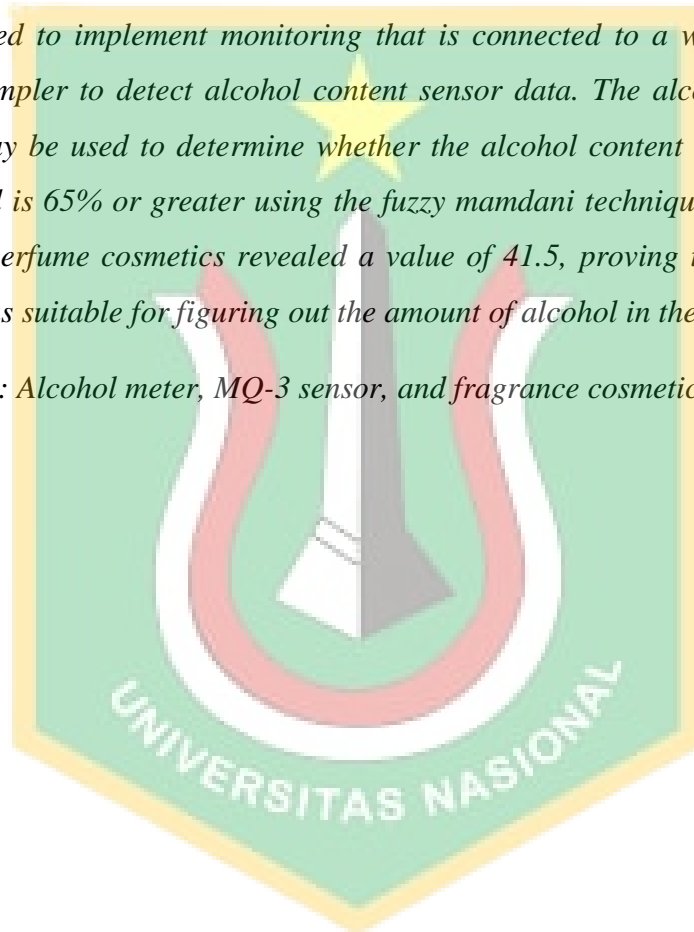 ed to implement monitoring that is connected to a w
mpler to detect alcohol content sensor data. The alc
y be used to determine whether the alcohol content
l is 65% or greater using the fuzzy mamdani techniqu
erfume cosmetics revealed a value of 41.5, proving
s suitable for figuring out the amount of alcohol in the
: Alcohol meter, MQ-3 sensor, and fragrance cosmetic
UNIVERSITAS NASIONAL